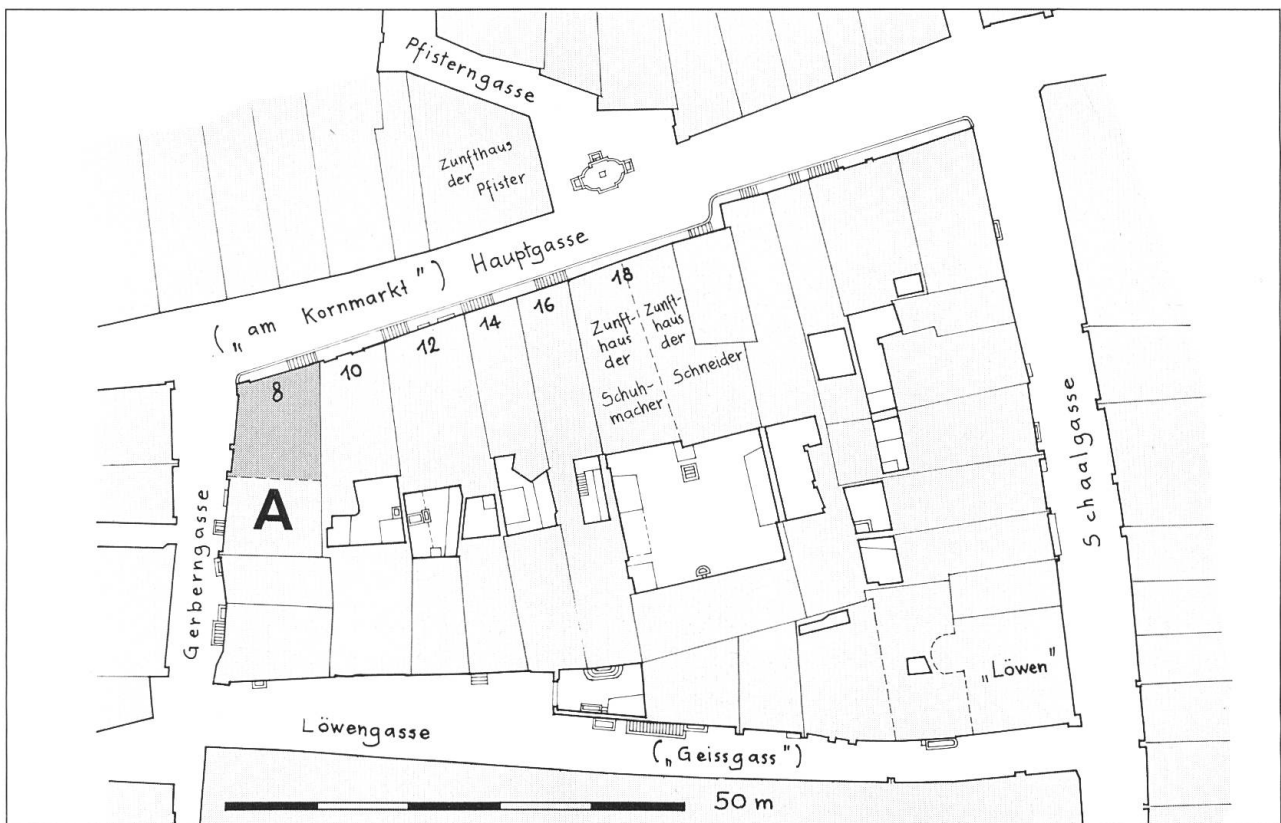 Pfisterngasse
Zunfthaus
der
Pfister
(„am Kornmarkt") Hauptgasse
8
10
12
14
16
18
Zunft-
haus
der
Schuh-
macher
Zunft-
haus
der
Schneider
A
Gerberngasse
Schaalgasse
„Löwen"
Löwengasse
(„Geissgass")
50 m